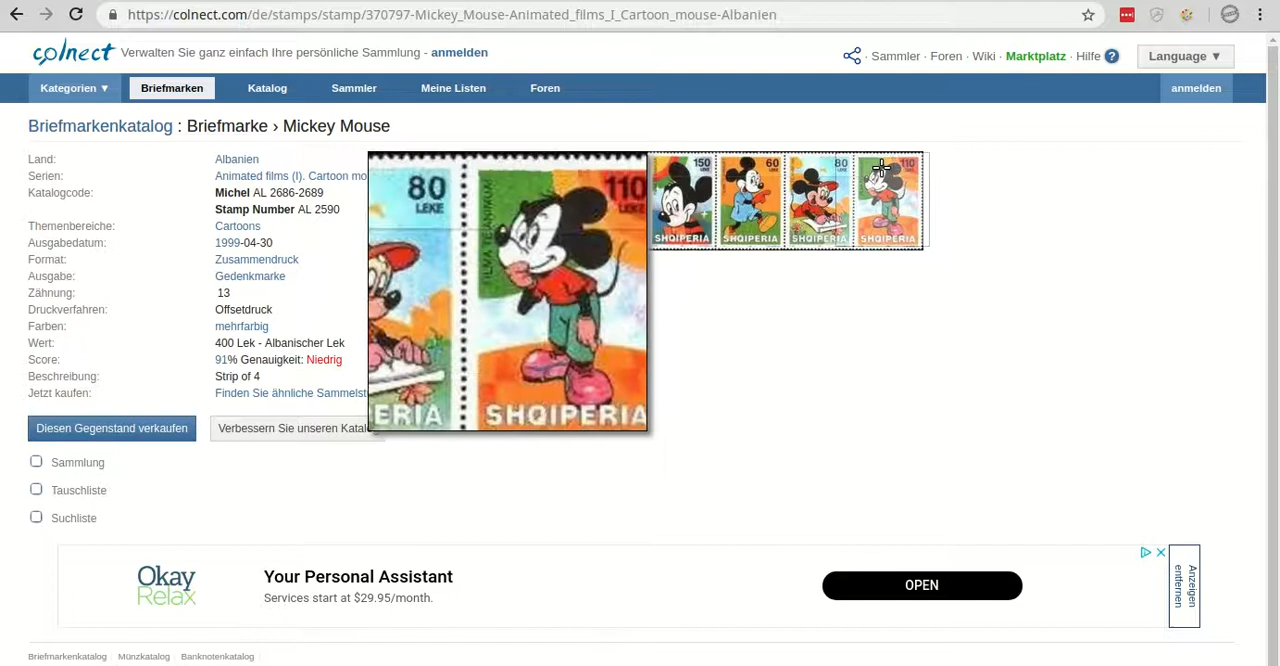 https://colnect.com/de/stamps/stamp/370797-Mickey_Mouse-Animated_films_I_Cartoon_mouse-Albanien
colnect Verwalten Sie ganz einfach Ihre persönliche Sammlung - anmelden
· Sammler · Foren · Wiki · Marktplatz · Hilfe ?
Language ▼
Kategorien ▼ Briefmarken Katalog Sammler Meine Listen Foren anmelden
Briefmarkenkatalog : Briefmarke › Mickey Mouse
Land: Albanien
Serien: Animated films (I). Cartoon mo
Katalogcode: Michel AL 2686-2689
Stamp Number AL 2590
Themenbereiche: Cartoons
Ausgabedatum: 1999-04-30
Format: Zusammendruck
Ausgabe: Gedenkmarke
Zähnung: 13
Druckverfahren: Offsetdruck
Farben: mehrfarbig
Wert: 400 Lek - Albanischer Lek
Score: 91% Genauigkeit: Niedrig
Beschreibung: Strip of 4
Jetzt kaufen: Finden Sie ähnliche Sammelst
80
LEKE
110
LEKE
ERIA
SHQIPERIA
150
60
80
110
SHQIPERIA
SHQIPERIA
SHQIPERIA
SHQIPERIA
Diesen Gegenstand verkaufen
Verbessern Sie unseren Katal
Sammlung
Tauschliste
Suchliste
Okay
Relax
Your Personal Assistant
Services start at $29.95/month.
OPEN
Anzeigen
entfernen
Briefmarkenkatalog Münzkatalog Banknotenkatalog